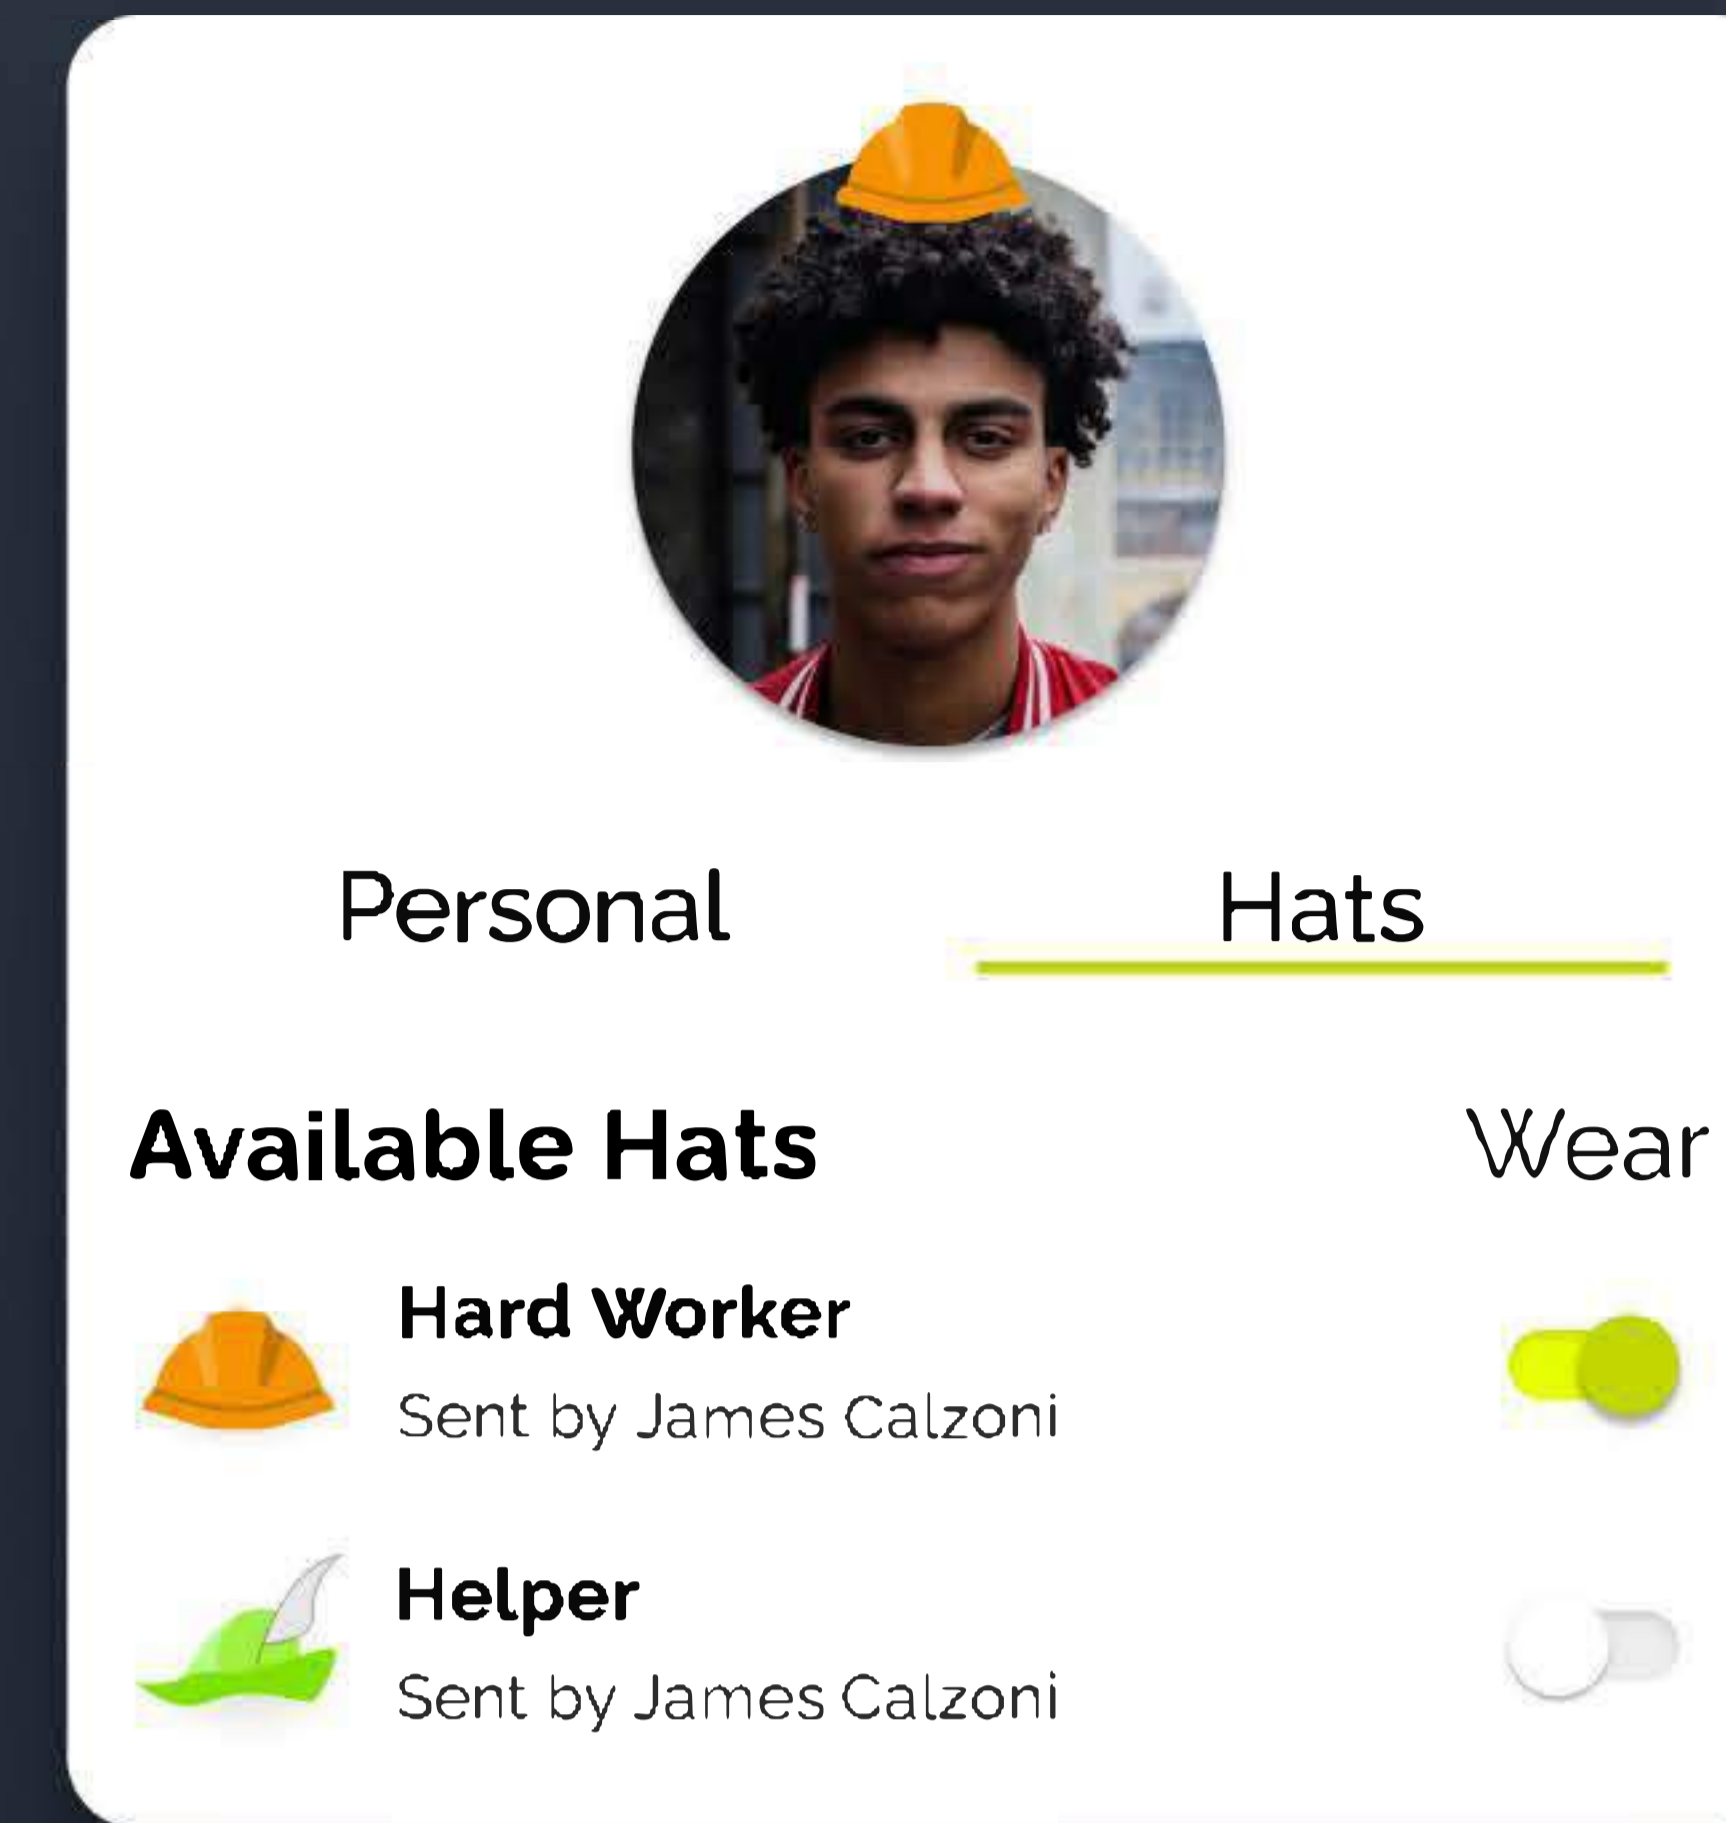 Personal
Hats
Available Hats
Wear
Hard Worker
Sent by James Calzoni
Helper
Sent by James Calzoni